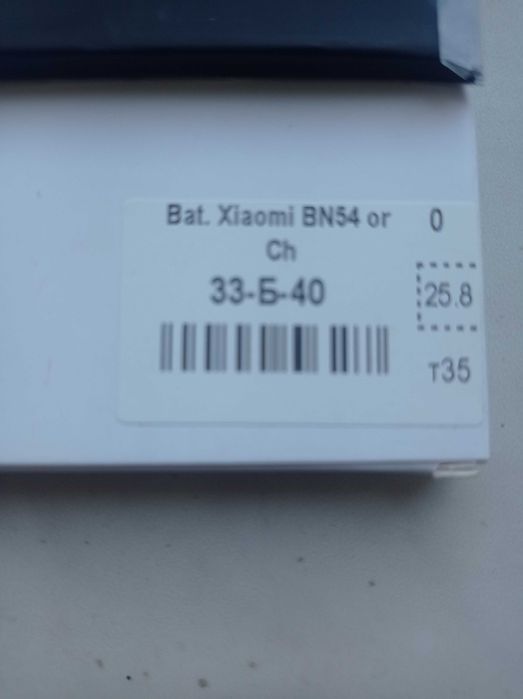 Bat. Xiaomi BN54 or
Ch
33-Б-40
0
25.8
т35